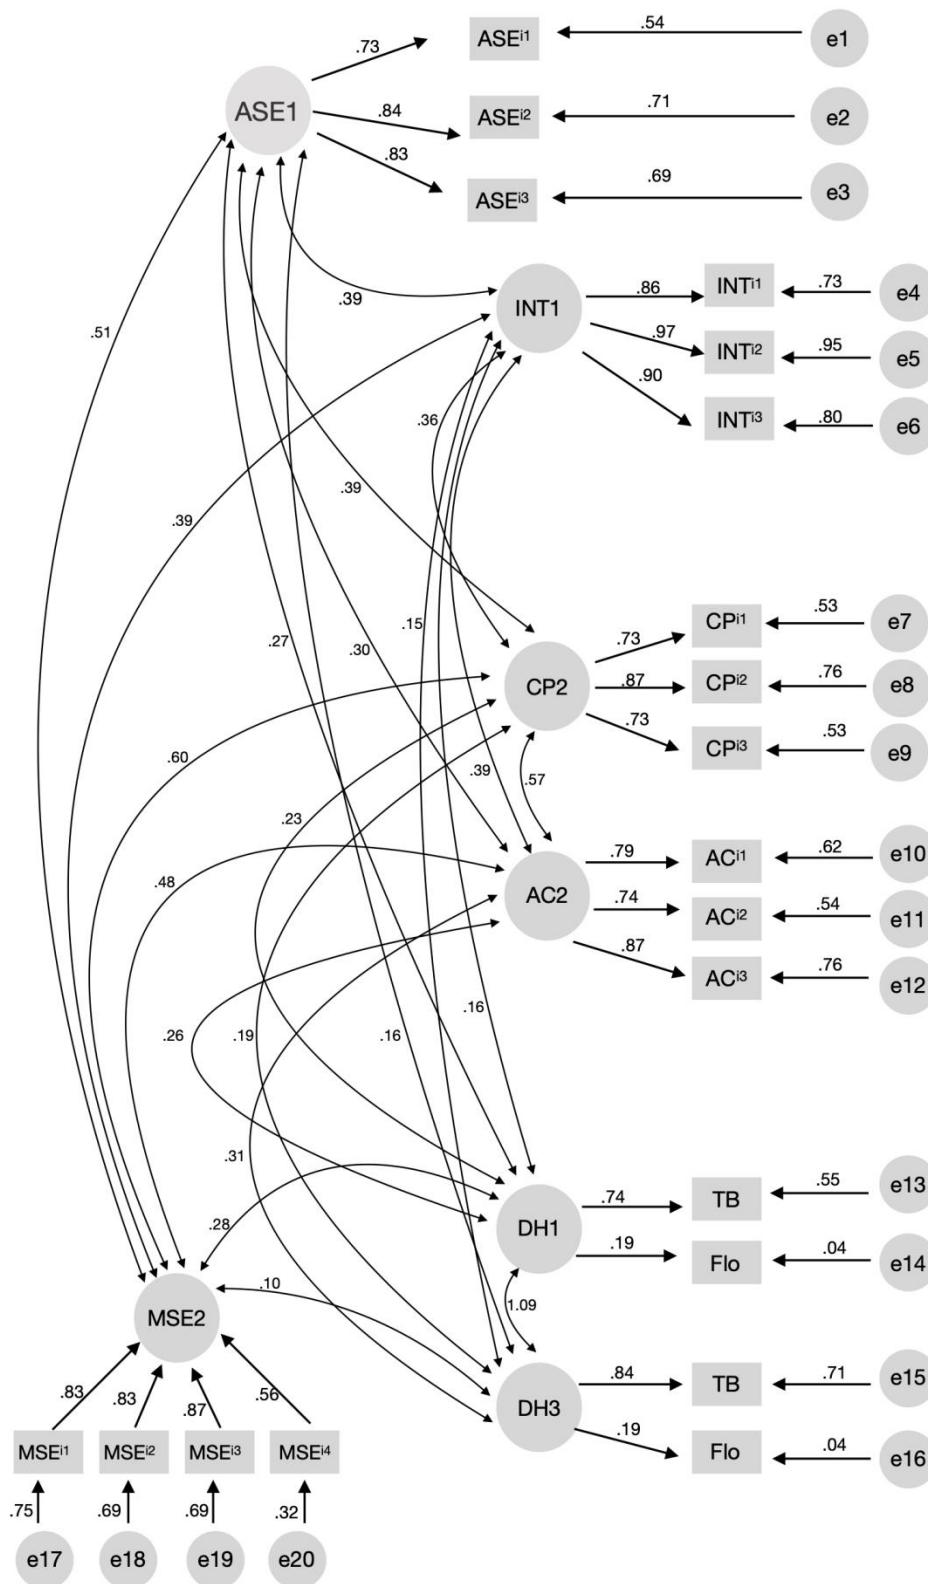 .54
ASEi1
e1
.73
ASE1
.84
ASEi2
.71
e2
.83
ASEi3
.69
e3
.39
INT1
.86
INTi1
.73
e4
.97
INTi2
.95
e5
.90
INTi3
.80
e6
.51
.36
.39
.39
.15
.27
.30
CP2
.73
CPi1
.53
e7
.87
CPi2
.76
e8
.73
CPi3
.53
e9
.60
.39
.57
.23
.48
AC2
.79
ACi1
.62
e10
.74
ACi2
.54
e11
.87
ACi3
.76
e12
.26
.19
.16
.16
.31
.28
DH1
.74
TB
.55
e13
.19
Flo
.04
e14
.10
1.09
MSE2
DH3
.84
TB
.71
e15
.19
Flo
.04
e16
.83
.83
.87
.56
MSEi1
MSEi2
MSEi3
MSEi4
.75
.69
.69
.32
e17
e18
e19
e20